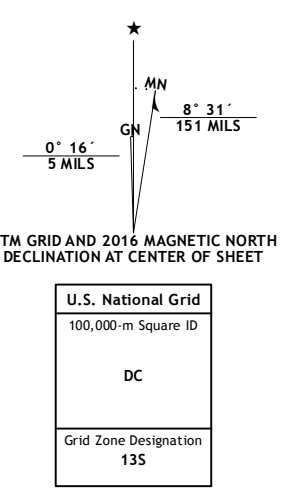 ★
MN
8° 31´
151 MILS
GN
0° 16´
5 MILS
TM GRID AND 2016 MAGNETIC NORTH
DECLINATION AT CENTER OF SHEET
U.S. National Grid
100,000-m Square ID
DC
Grid Zone Designation
13S